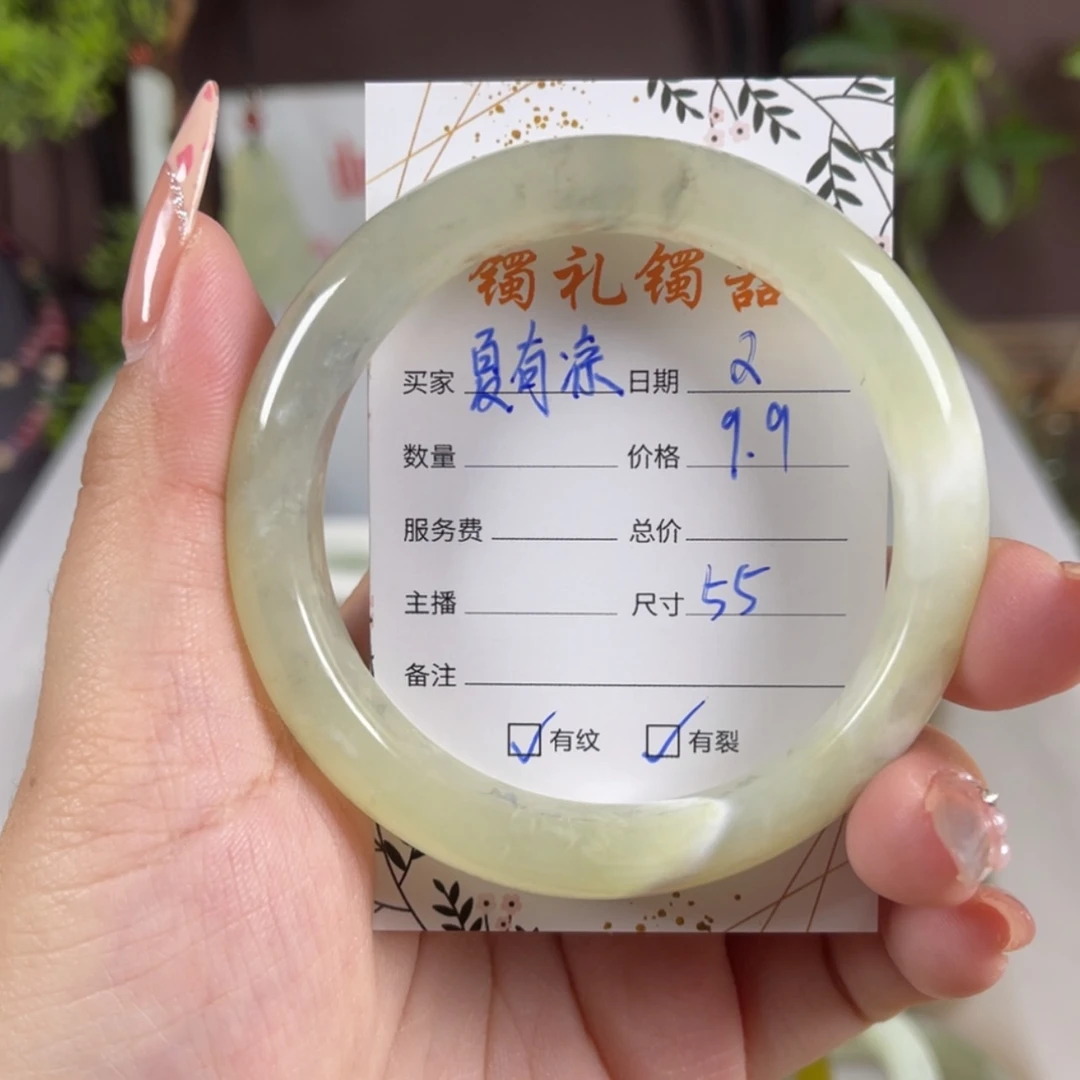 镯礼镯器
买家 夏有凉 日期 2
数量 价格 9.9
服务费 总价
主播 尺寸 55
备注
✓有纹 ✓有裂